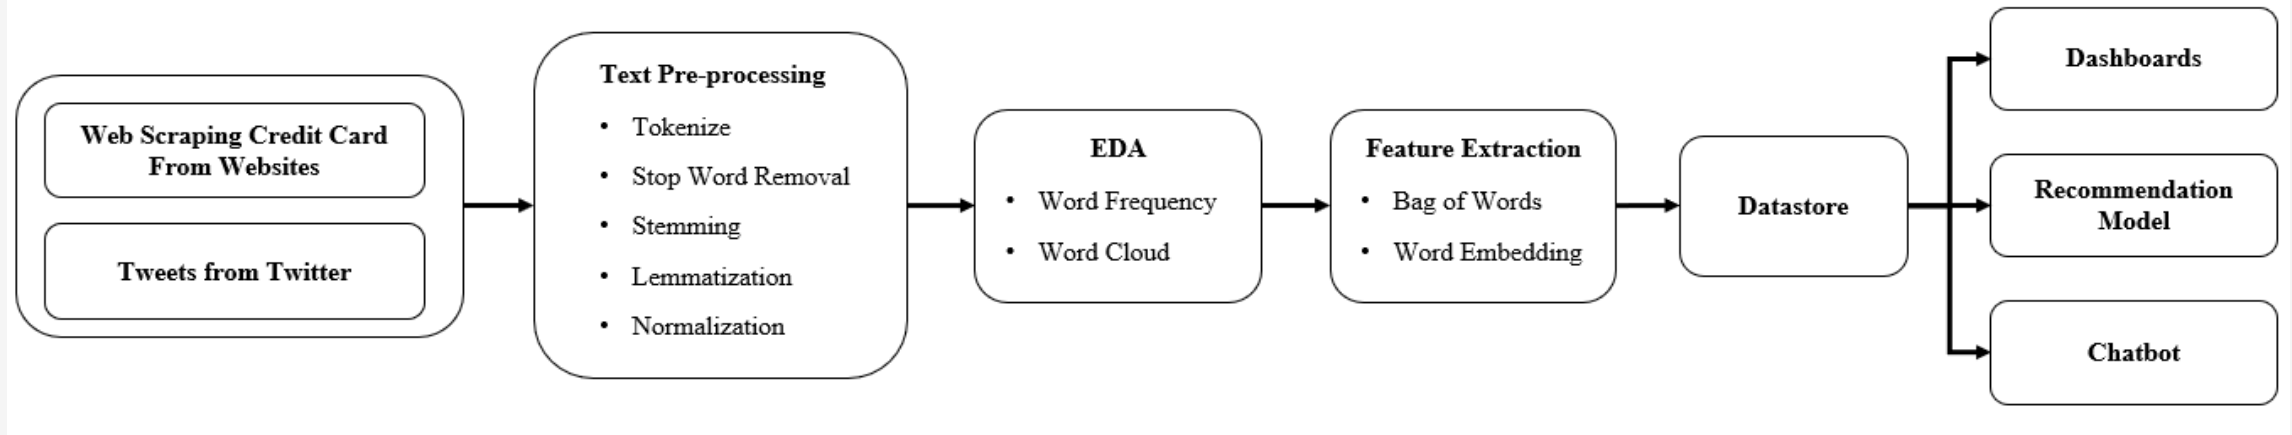 Web Scraping Credit Card
From Websites
Tweets from Twitter
Text Pre-processing
• Tokenize
• Stop Word Removal
• Stemming
• Lemmatization
• Normalization
EDA
• Word Frequency
• Word Cloud
Feature Extraction
• Bag of Words
• Word Embedding
Datastore
Dashboards
Recommendation
Model
Chatbot